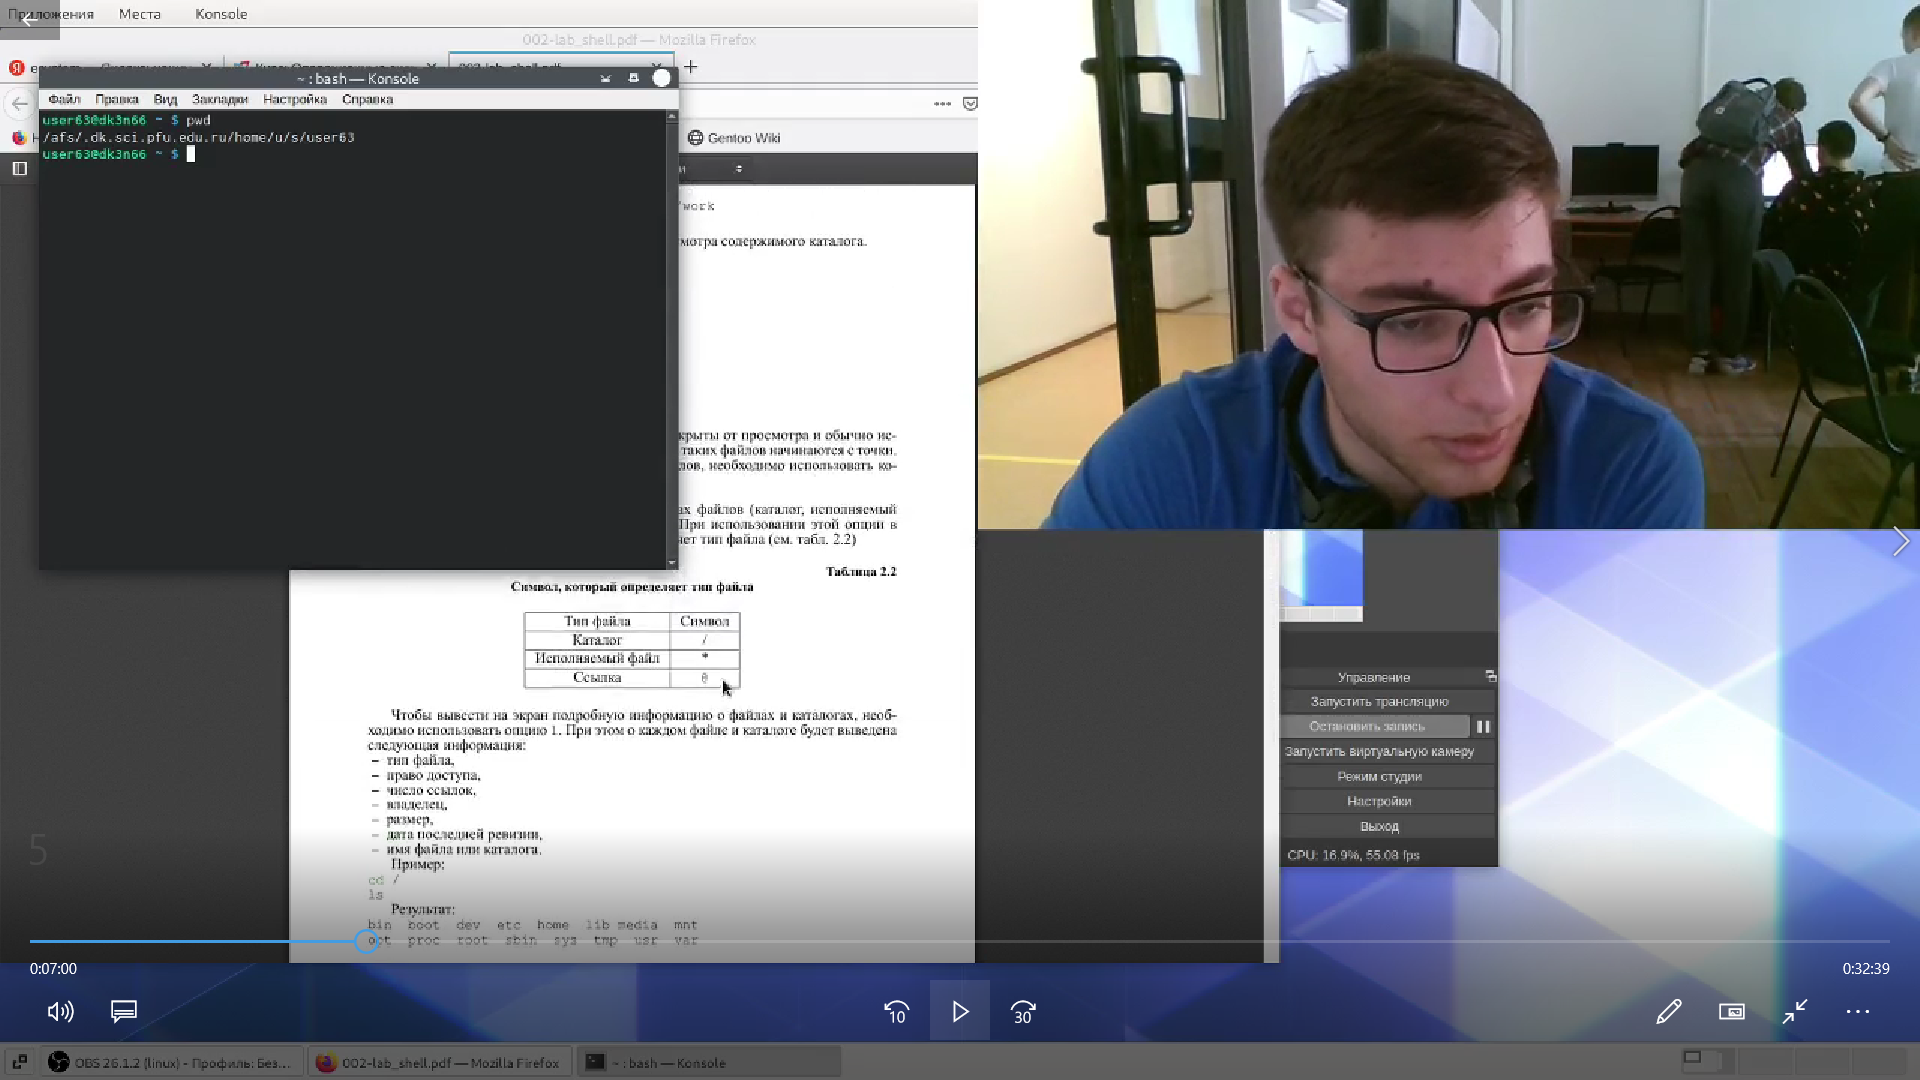 Приложения Места Konsole
002-lab_shell.pdf — Mozilla Firefox
~ : bash — Konsole
Файл Правка Вид Закладки Настройка Справка
user63@dk3n66 ~ $ pwd
/afs/.dk.sci.pfu.edu.ru/home/u/s/user63
user63@dk3n66 ~ $
Gentoo Wiki
/work
мотра содержимого каталога.
крыты от просмотра и обычно ис-
таких файлов начинаются с точки.
лов, необходимо использовать ко-
ах файлов (каталог, исполняемый
При использовании этой опции в
яет тип файла (см. табл. 2.2)
Таблица 2.2
Символ, который определяет тип файла
Тип файла Символ
Каталог /
Исполняемый файл *
Ссылка @
Чтобы вывести на экран подробную информацию о файлах и каталогах, необ-
ходимо использовать опцию l. При этом о каждом файле и каталоге будет выведена
следующая информация:
– тип файла,
– право доступа,
– число ссылок,
– владелец,
– размер,
– дата последней ревизии,
– имя файла или каталога.
Пример:
cd /
ls
Результат:
bin boot dev etc home lib media mnt
opt proc root sbin sys tmp usr var
5
Управление
Запустить трансляцию
Остановить запись
Запустить виртуальную камеру
Режим студии
Настройки
Выход
CPU: 16.9%, 55.08 fps
0:07:00
0:32:39
10
30
OBS 26.1.2 (linux) - Профиль: Без...
002-lab_shell.pdf — Mozilla Firefox
~ : bash — Konsole